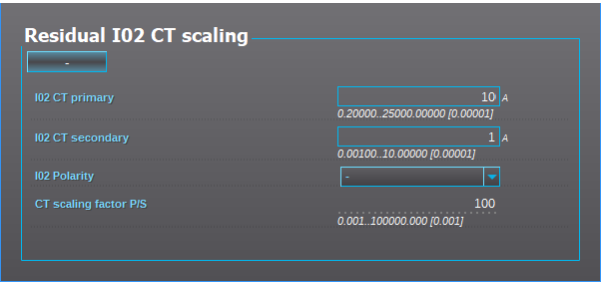 Residual I02 CT scaling
-
I02 CT primary 10 A
0.20000..25000.00000 [0.00001]
I02 CT secondary 1 A
0.00100..10.00000 [0.00001]
I02 Polarity -
CT scaling factor P/S 100
0.001..100000.000 [0.001]